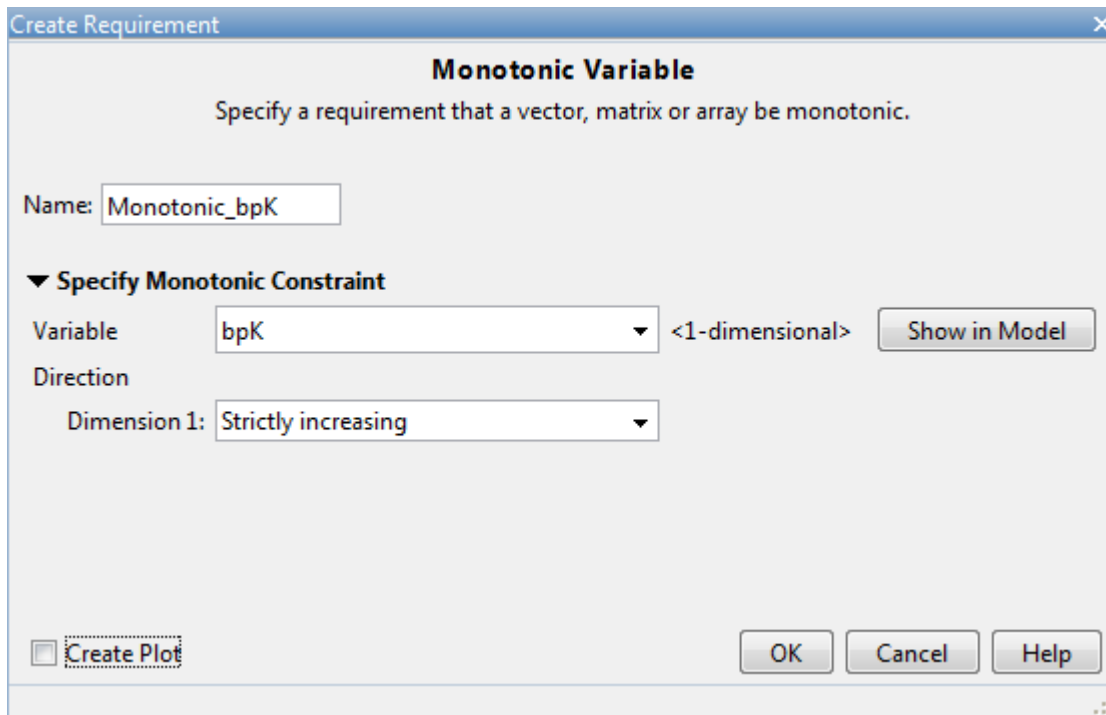 Create Requirement
Monotonic Variable
Specify a requirement that a vector, matrix or array be monotonic.
Name: Monotonic_bpK
Specify Monotonic Constraint
Variable bpK <1-dimensional> Show in Model
Direction
Dimension 1: Strictly increasing
Create Plot OK Cancel Help